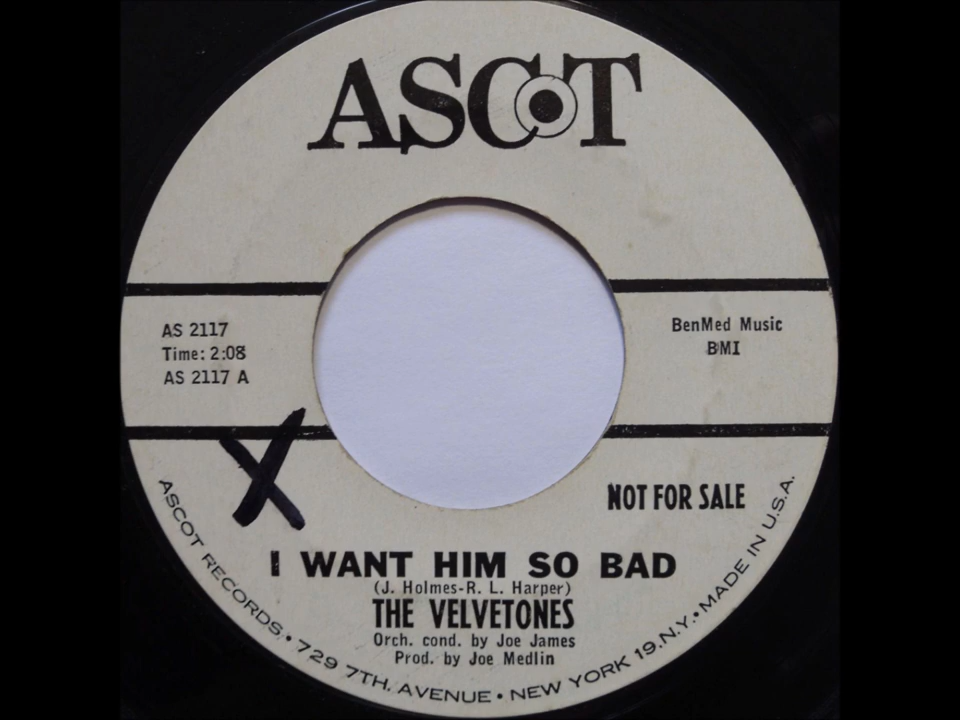 ASCOT
AS 2117
Time: 2:08
AS 2117 A
BenMed Music
BMI
X
NOT FOR SALE
I WANT HIM SO BAD
(J. Holmes-R. L. Harper)
THE VELVETONES
Orch. cond. by Joe James
Prod. by Joe Medlin
ASCOT RECORDS, • 729 7TH. AVENUE • NEW YORK 19. N.Y. • MADE IN U.S.A.